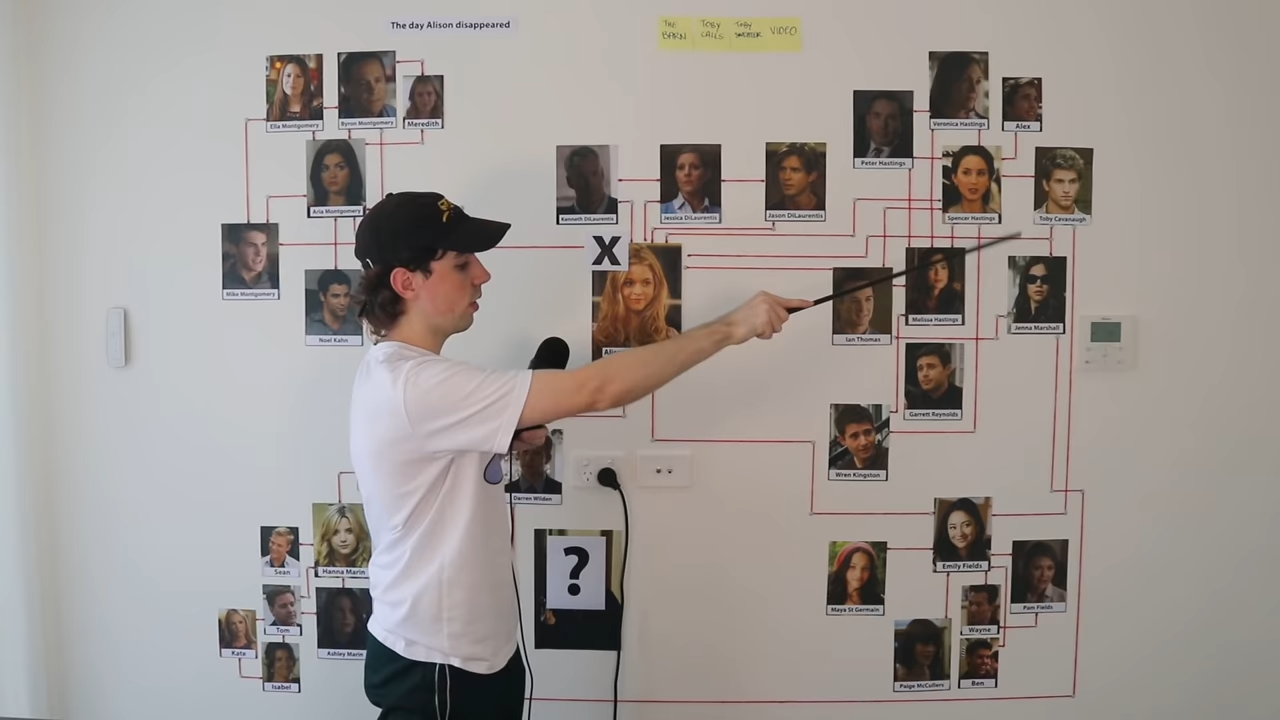 The day Alison disappeared
THE BARN
TOBY CALLS
TOBY SWEATER
VIDEO
Ella Montgomery
Byron Montgomery
Meredith
Aria Montgomery
Mike Montgomery
Noel Kahn
Kenneth DiLaurentis
Jessica DiLaurentis
Jason DiLaurentis
X
Peter Hastings
Veronica Hastings
Alex
Spencer Hastings
Toby Cavanaugh
Ian Thomas
Melissa Hastings
Jenna Marshall
Garrett Reynolds
Wren Kingston
Darren Wilden
?
Sean
Hanna Marin
Tom
Kate
Isabel
Ashley Marin
Emily Fields
Maya St Germain
Pam Fields
Wayne
Paige McCullers
Ben